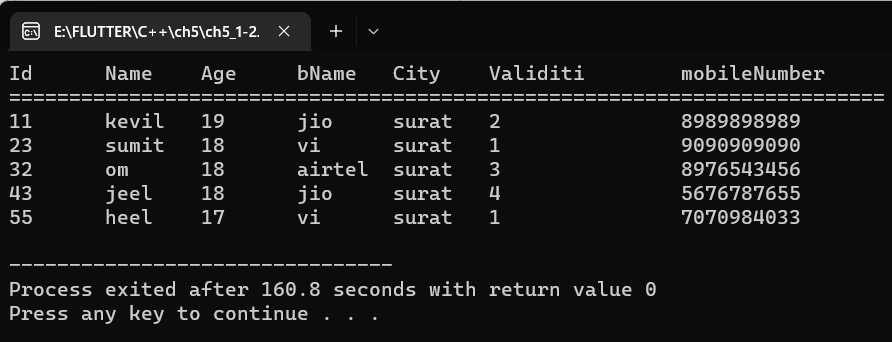 E:\FLUTTER\C++\ch5\ch5_1-2.
Id Name Age bName City Validiti mobileNumber
=========================================================================
11 kevil 19 jio surat 2 8989898989
23 sumit 18 vi surat 1 9090909090
32 om 18 airtel surat 3 8976543456
43 jeel 18 jio surat 4 5676787655
55 heel 17 vi surat 1 7070984033
--------------------------------
Process exited after 160.8 seconds with return value 0
Press any key to continue . . .